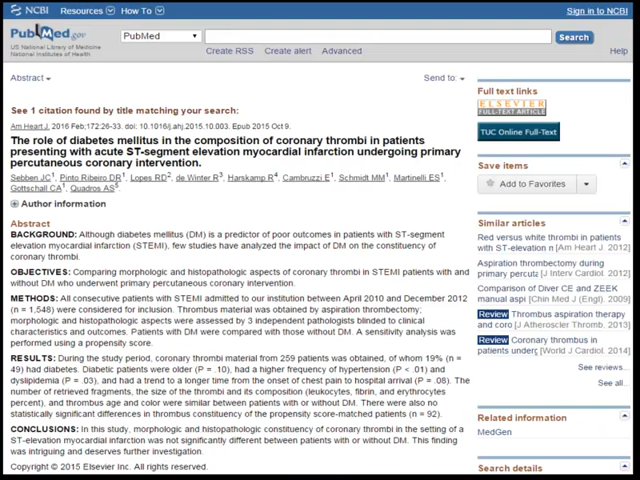 NCBI Resources How To Sign in to NCBI
PubMed.gov
US National Library of Medicine
National Institutes of Health
PubMed
Search
Create RSS Create alert Advanced
Help
Abstract
Send to:
See 1 citation found by title matching your search:
Am Heart J. 2016 Feb;172:26-33. doi: 10.1016/j.ahj.2015.10.003. Epub 2015 Oct 9.
The role of diabetes mellitus in the composition of coronary thrombi in patients
presenting with acute ST-segment elevation myocardial infarction undergoing primary
percutaneous coronary intervention.
Sebben JC1, Pinto Ribeiro DR1, Lopes RD2, de Winter R3, Harskamp R4, Cambruzzi E1, Schmidt MM1, Martinelli ES1,
Gottschall CA1, Quadros AS5.
Author information
Abstract
BACKGROUND: Although diabetes mellitus (DM) is a predictor of poor outcomes in patients with ST-segment
elevation myocardial infarction (STEMI), few studies have analyzed the impact of DM on the constituency of
coronary thrombi.
OBJECTIVES: Comparing morphologic and histopathologic aspects of coronary thrombi in STEMI patients with and
without DM who underwent primary percutaneous coronary intervention.
METHODS: All consecutive patients with STEMI admitted to our institution between April 2010 and December 2012
(n = 1,548) were considered for inclusion. Thrombus material was obtained by aspiration thrombectomy;
morphologic and histopathologic aspects were assessed by 3 independent pathologists blinded to clinical
characteristics and outcomes. Patients with DM were compared with those without DM. A sensitivity analysis was
performed using a propensity score.
RESULTS: During the study period, coronary thrombi material from 259 patients was obtained, of whom 19% (n =
49) had diabetes. Diabetic patients were older (P = .10), had a higher frequency of hypertension (P < .01) and
dyslipidemia (P = .03), and had a trend to a longer time from the onset of chest pain to hospital arrival (P = .08). The
number of retrieved fragments, the size of the thrombi and its composition (leukocytes, fibrin, and erythrocytes
percent), and thrombus age and color were similar between patients with or without DM. There were also no
statistically significant differences in thrombus constituency of the propensity score-matched patients (n = 92).
CONCLUSIONS: In this study, morphologic and histopathologic constituency of coronary thrombi in the setting of a
ST-elevation myocardial infarction was not significantly different between patients with or without DM. This finding
was intriguing and deserves further investigation.
Copyright © 2015 Elsevier Inc. All rights reserved.
Full text links
ELSEVIER
FULL-TEXT ARTICLE
TUC Online Full-Text
Save items
Add to Favorites
Similar articles
Red versus white thrombi in patients
with ST-elevation n [Am Heart J. 2012]
Aspiration thrombectomy during
primary percuta [J Interv Cardiol. 2012]
Comparison of Diver CE and ZEEK
manual aspi [Chin Med J (Engl). 2009]
Review Thrombus aspiration therapy
and coro [J Atheroscler Thromb. 2013]
Review Coronary thrombus in
patients underg [World J Cardiol. 2014]
See reviews...
See all...
Related information
MedGen
Search details